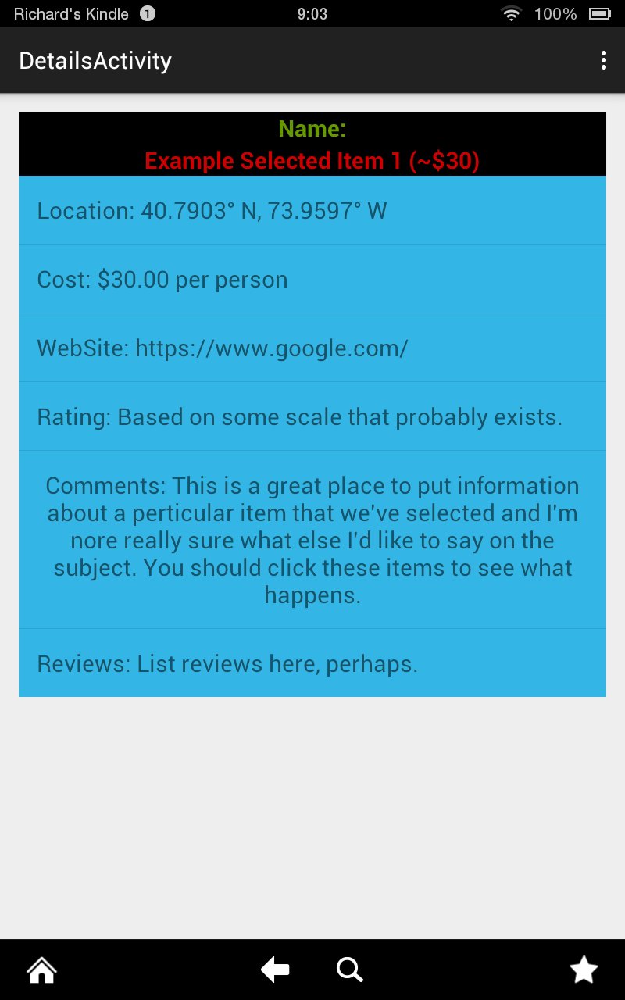 Richard's Kindle 1 9:03 100%
DetailsActivity
Name:
Example Selected Item 1 (~$30)
Location: 40.7903° N, 73.9597° W
Cost: $30.00 per person
WebSite: https://www.google.com/
Rating: Based on some scale that probably exists.
Comments: This is a great place to put information
about a perticular item that we've selected and I'm
nore really sure what else I'd like to say on the
subject. You should click these items to see what
happens.
Reviews: List reviews here, perhaps.